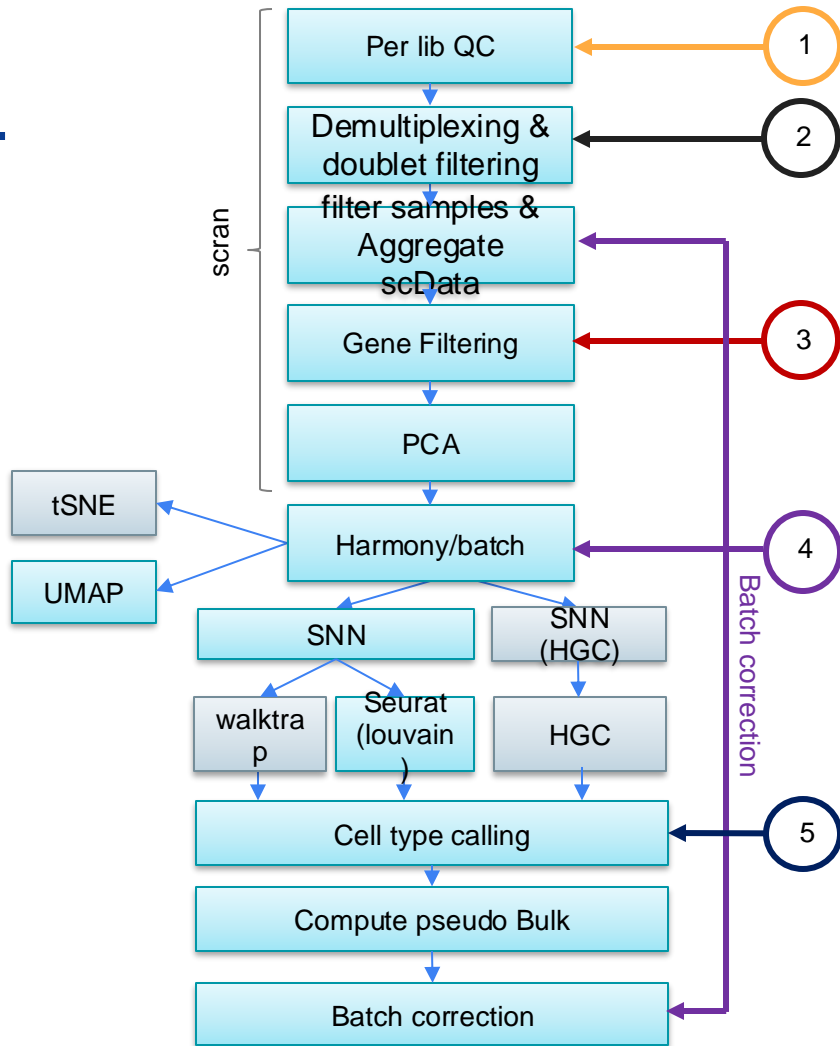 Per lib QC
1
Demultiplexing &
doublet filtering
2
scran
filter samples &
Aggregate
scData
Gene Filtering
3
PCA
tSNE
Harmony/batch
4
UMAP
Batch correction
SNN
SNN
(HGC)
walktra
p
Seurat
(louvain
)
HGC
Cell type calling
5
Compute pseudo Bulk
Batch correction